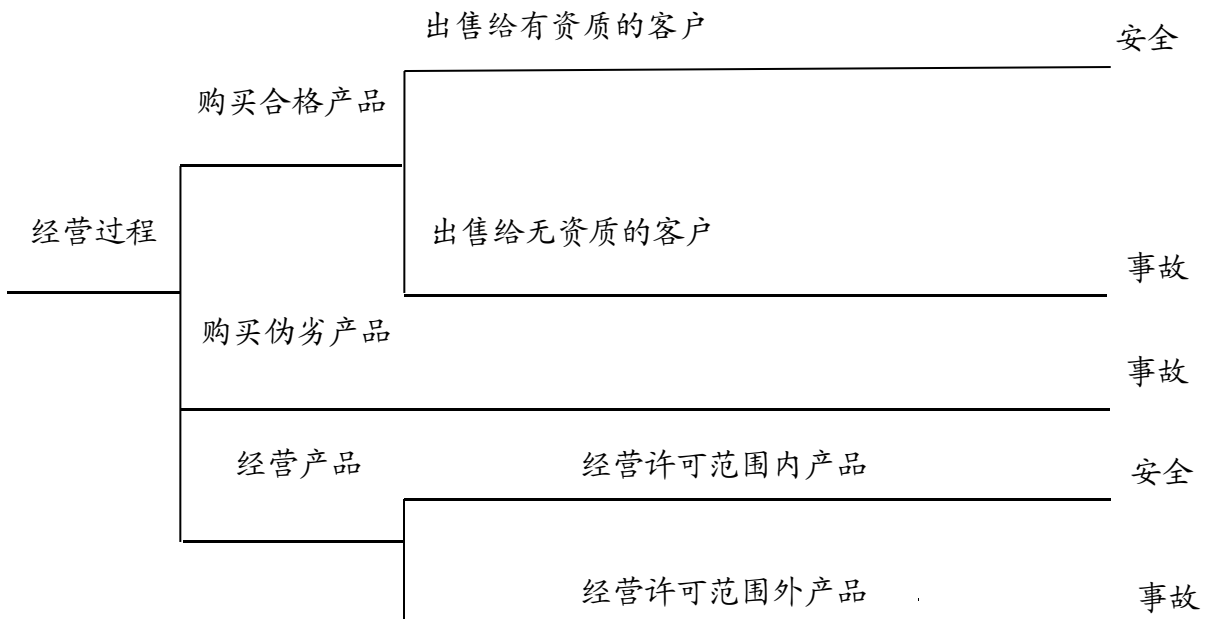 出售给有资质的客户
安全
购买合格产品
经营过程
出售给无资质的客户
事故
购买伪劣产品
事故
经营产品
经营许可范围内产品
安全
经营许可范围外产品
事故